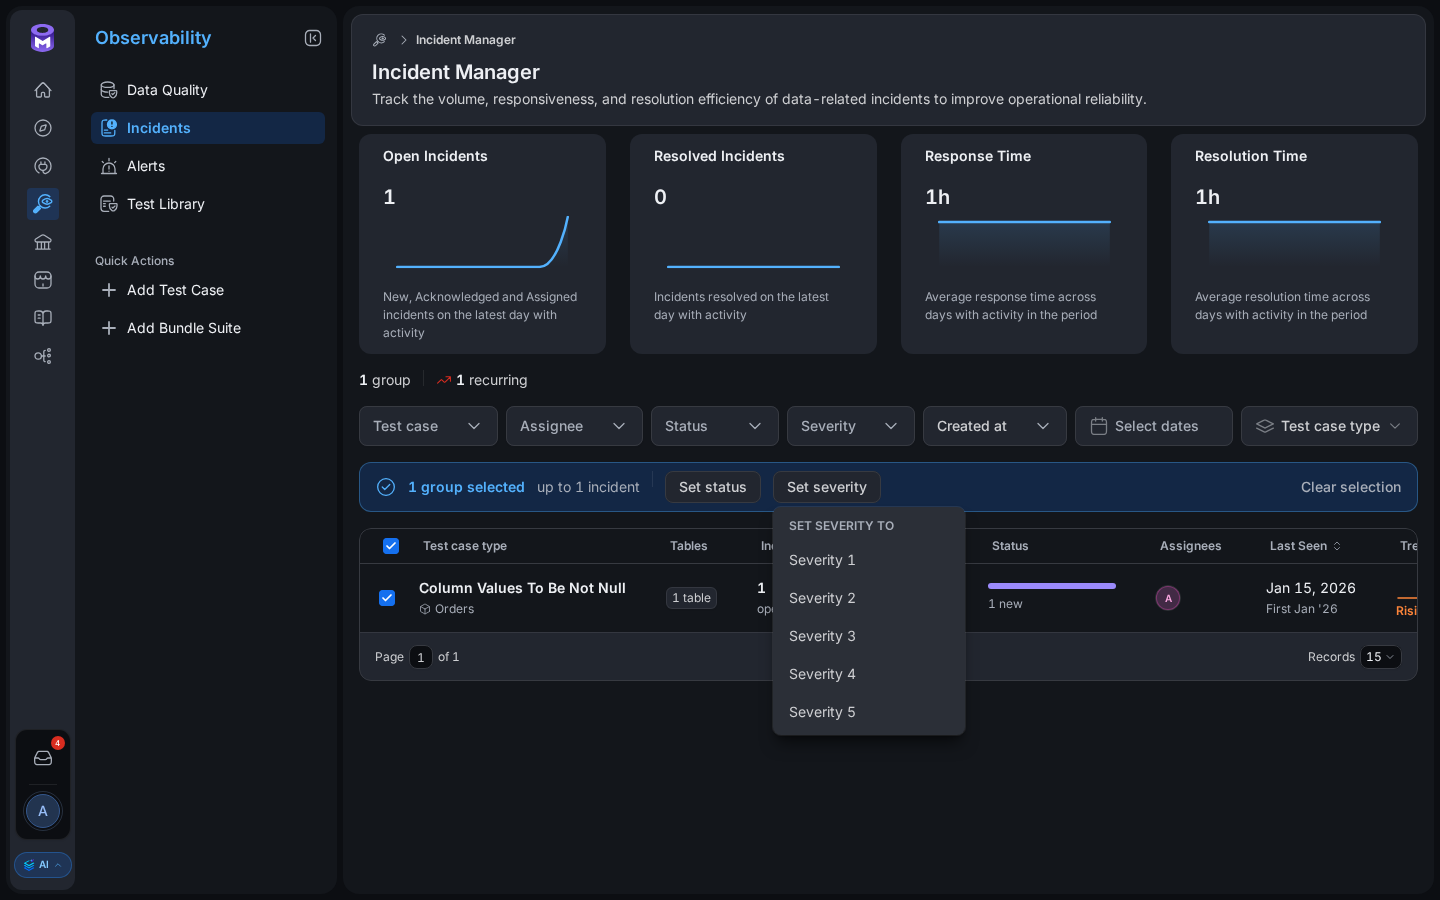 Observability
Data Quality
Incidents
Alerts
Test Library
Quick Actions
Add Test Case
Add Bundle Suite
4
A
AI
Incident Manager
Incident Manager
Track the volume, responsiveness, and resolution efficiency of data-related incidents to improve operational reliability.
Open Incidents
1
New, Acknowledged and Assigned
incidents on the latest day with
activity
Resolved Incidents
0
Incidents resolved on the latest
day with activity
Response Time
1h
Average response time across
days with activity in the period
Resolution Time
1h
Average resolution time across
days with activity in the period
1 group 1 recurring
Test case Assignee Status Severity Created at Select dates Test case type
1 group selected up to 1 incident Set status Set severity Clear selection
SET SEVERITY TO
Severity 1
Severity 2
Severity 3
Severity 4
Severity 5
Test case type Tables Status Assignees Last Seen
Column Values To Be Not Null 1 table 1 A Jan 15, 2026
Orders 1 new First Jan '26
Page 1 of 1 Records 15